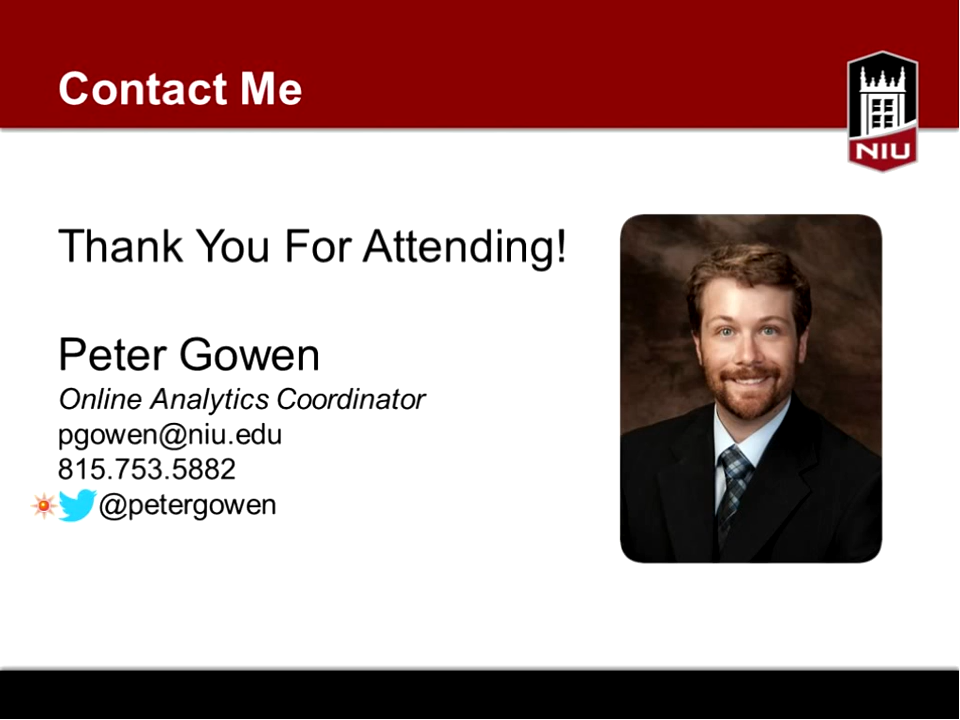 Contact Me
NIU
Thank You For Attending!
Peter Gowen
Online Analytics Coordinator
pgowen@niu.edu
815.753.5882
@petergowen